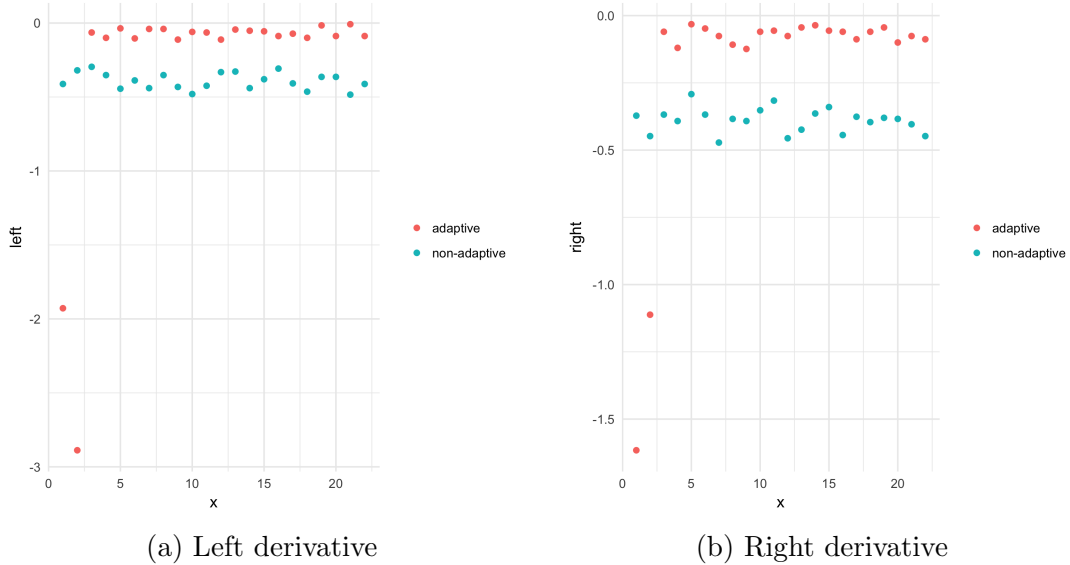 0
-1
-2
-3
left
0
5
10
15
20
x
adaptive
non-adaptive
(a) Left derivative
0.0
-0.5
-1.0
-1.5
right
0
5
10
15
20
x
adaptive
non-adaptive
(b) Right derivative